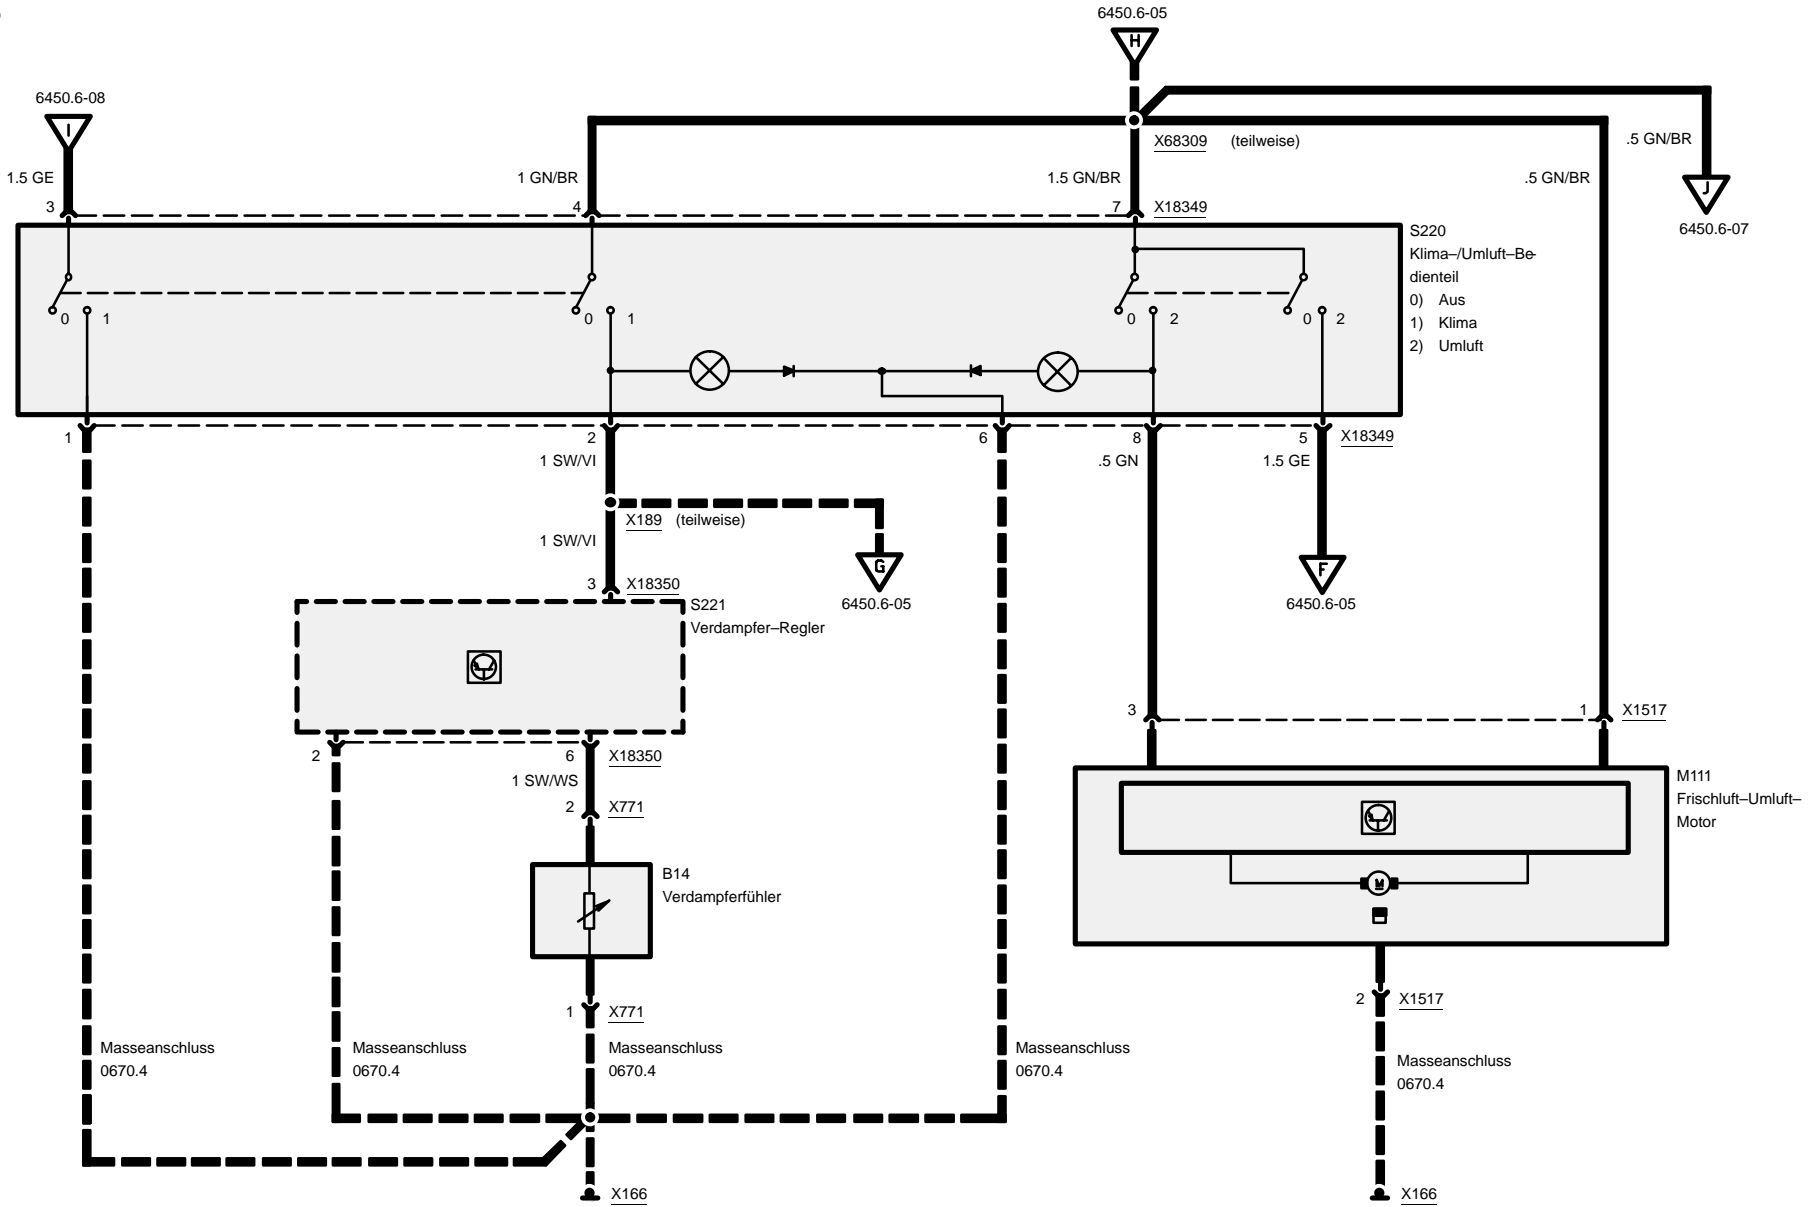 6450.6-05
H
6450.6-08
I
X68309 (teilweise)
.5 GN/BR
1.5 GE
1 GN/BR
1.5 GN/BR
.5 GN/BR
J
6450.6-07
3
4
7
X18349
S220
Klima–/Umluft–Be-
dienteil
0) Aus
1) Klima
2) Umluft
0 1
0 1
0 2
0 2
1
2
6
8
5
X18349
1 SW/VI
.5 GN
1.5 GE
X189 (teilweise)
1 SW/VI
G
6450.6-05
F
6450.6-05
3
X18350
S221
Verdampfer–Regler
2
6
X18350
1 SW/WS
2
X771
B14
Verdampferfühler
1
X771
3
1
X1517
M111
Frischluft–Umluft–
Motor
M
2
X1517
Masseanschluss
0670.4
Masseanschluss
0670.4
Masseanschluss
0670.4
Masseanschluss
0670.4
Masseanschluss
0670.4
X166
X166